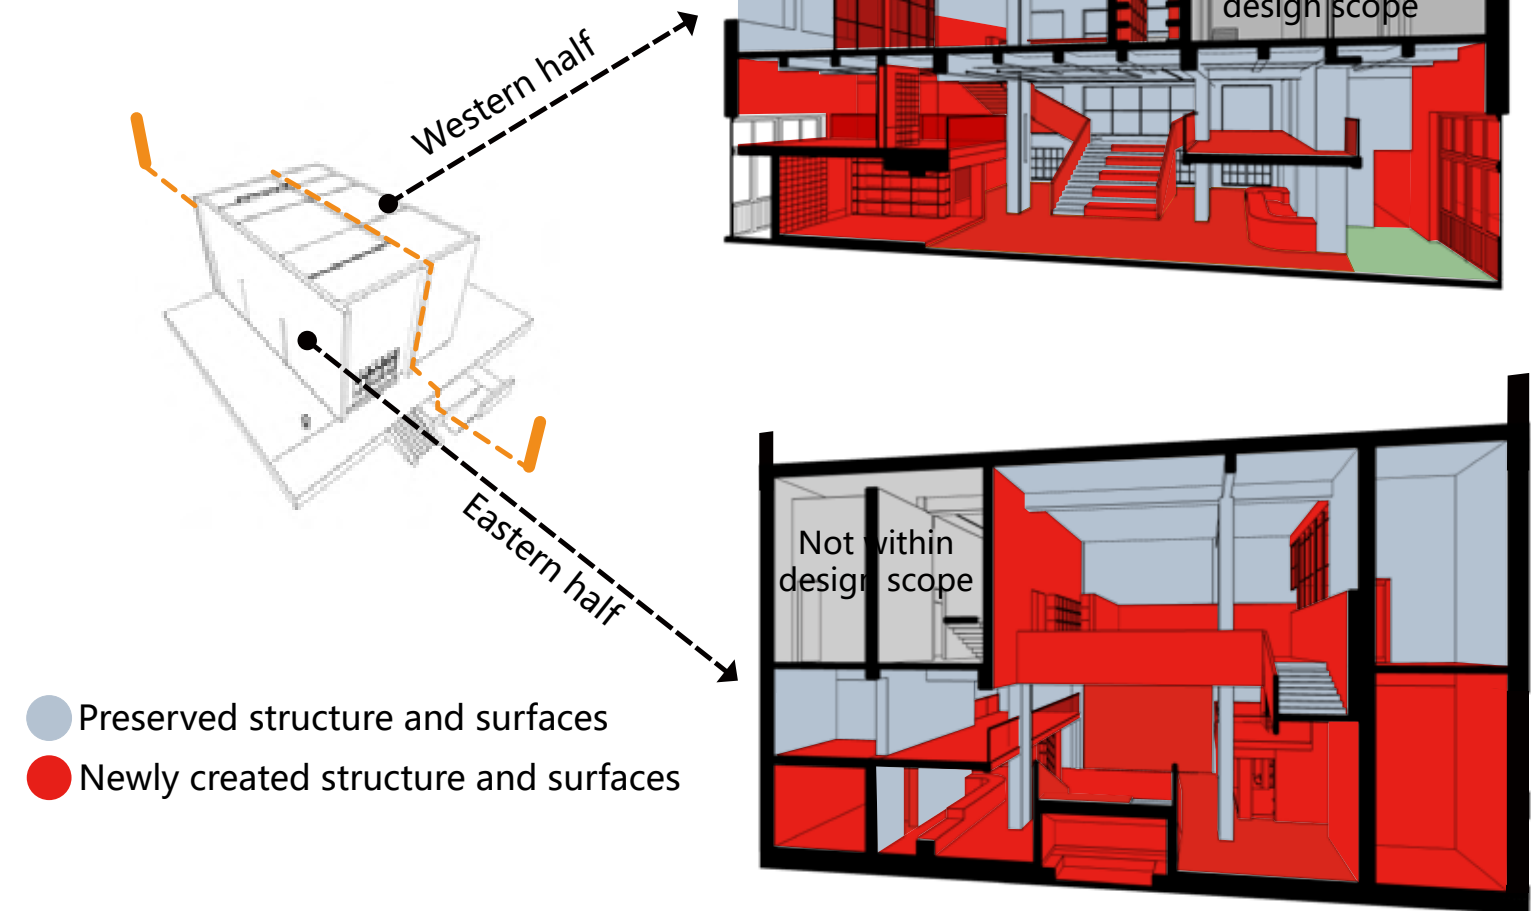 design scope
Western half
Eastern half
Not within
design scope
Preserved structure and surfaces
Newly created structure and surfaces